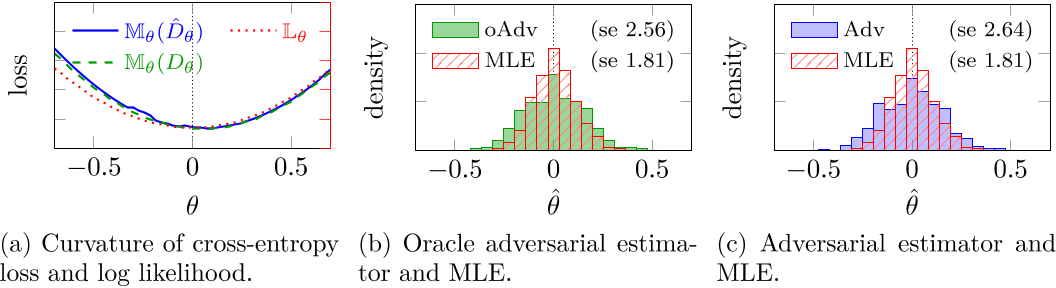 loss
𝕄θ(D̂θ)
𝕃θ
𝕄θ(Dθ)
−0.5
0
0.5
θ
(a) Curvature of cross-entropy
loss and log likelihood.
density
oAdv (se 2.56)
MLE (se 1.81)
−0.5
0
0.5
θ̂
(b) Oracle adversarial estima-
tor and MLE.
density
Adv (se 2.64)
MLE (se 1.81)
−0.5
0
0.5
θ̂
(c) Adversarial estimator and
MLE.